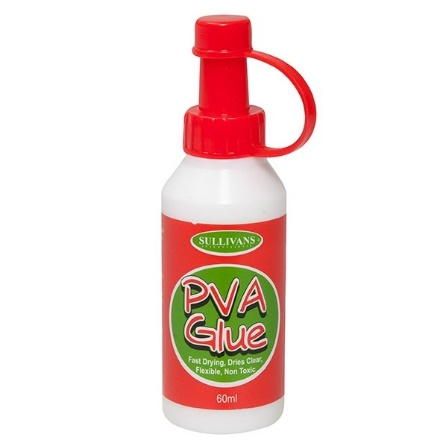 SULLIVANS
PVA
Glue
Fast Drying, Dries Clear,
Flexible, Non Toxic
60ml